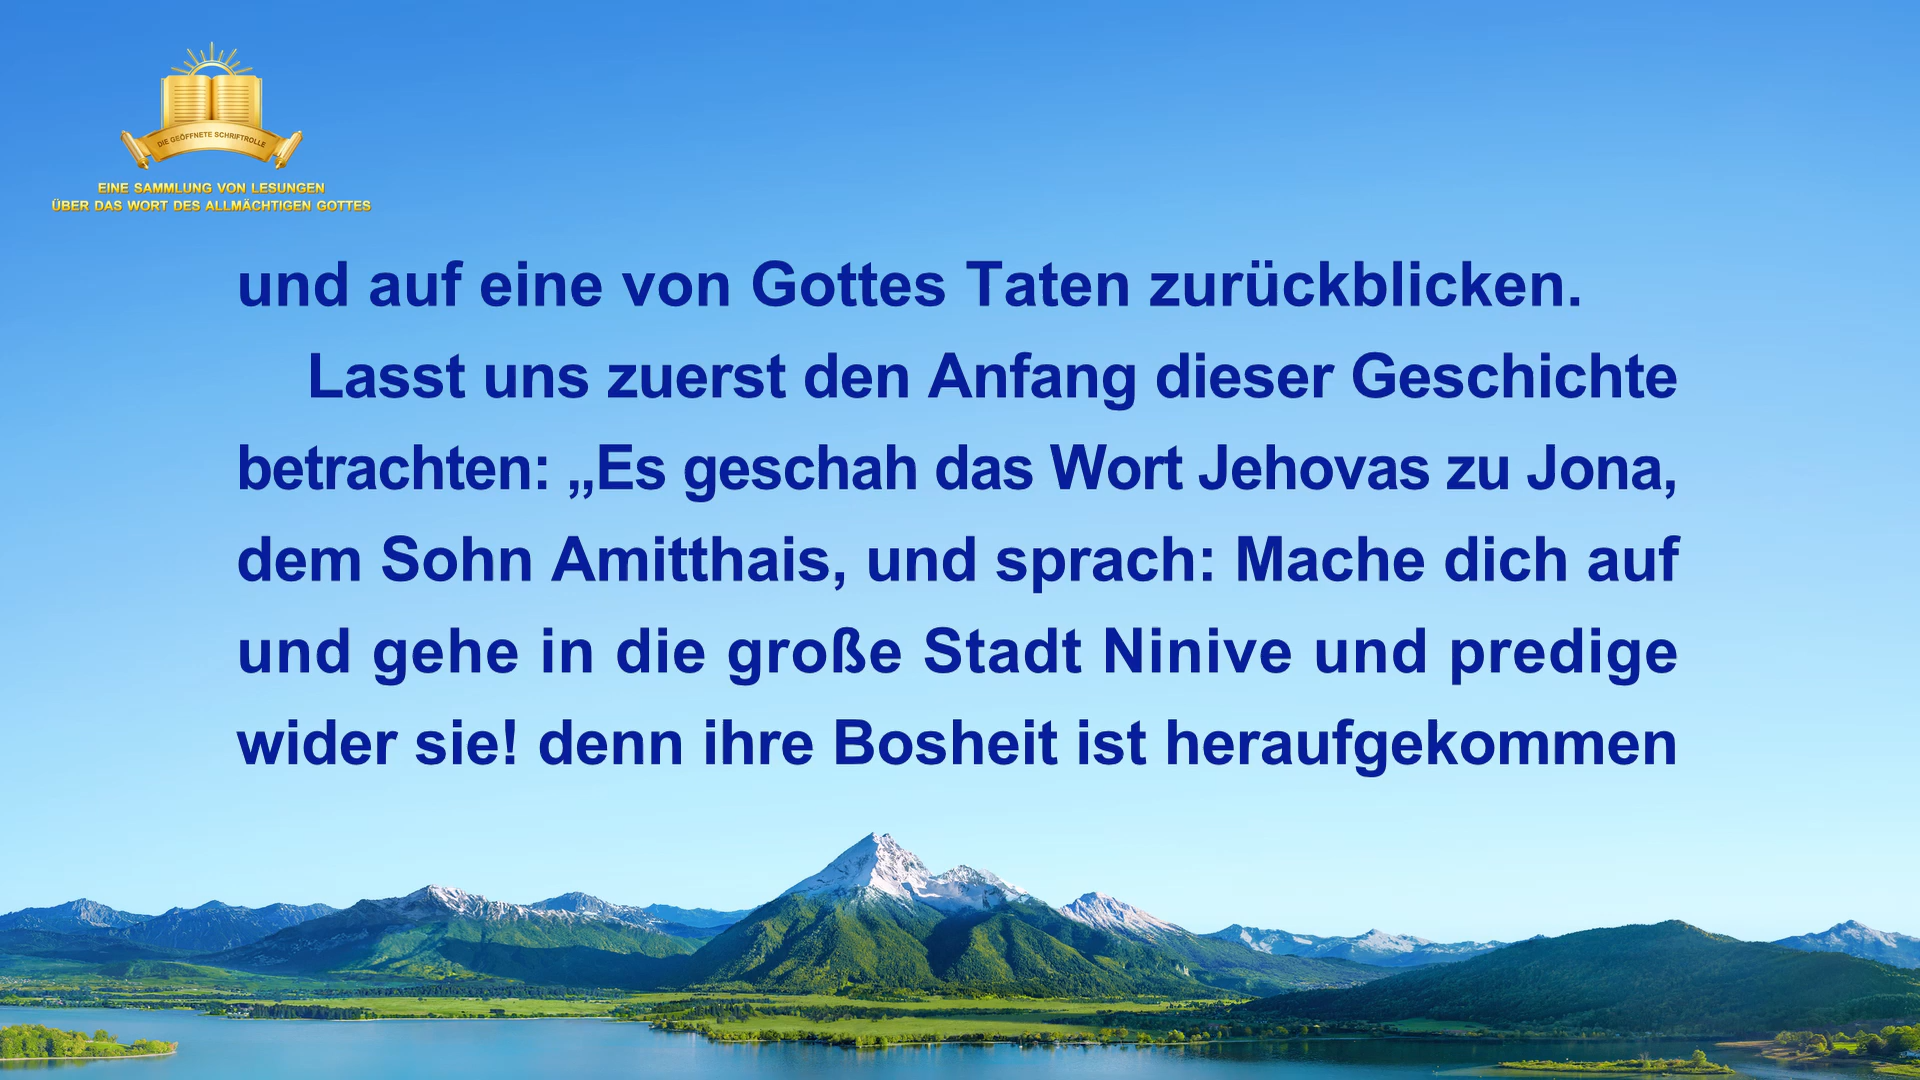 DIE GEÖFFNETE SCHRIFTROLLE
EINE SAMMLUNG VON LESUNGEN
ÜBER DAS WORT DES ALLMÄCHTIGEN GOTTES
und auf eine von Gottes Taten zurückblicken.
Lasst uns zuerst den Anfang dieser Geschichte
betrachten: „Es geschah das Wort Jehovas zu Jona,
dem Sohn Amitthais, und sprach: Mache dich auf
und gehe in die große Stadt Ninive und predige
wider sie! denn ihre Bosheit ist heraufgekommen